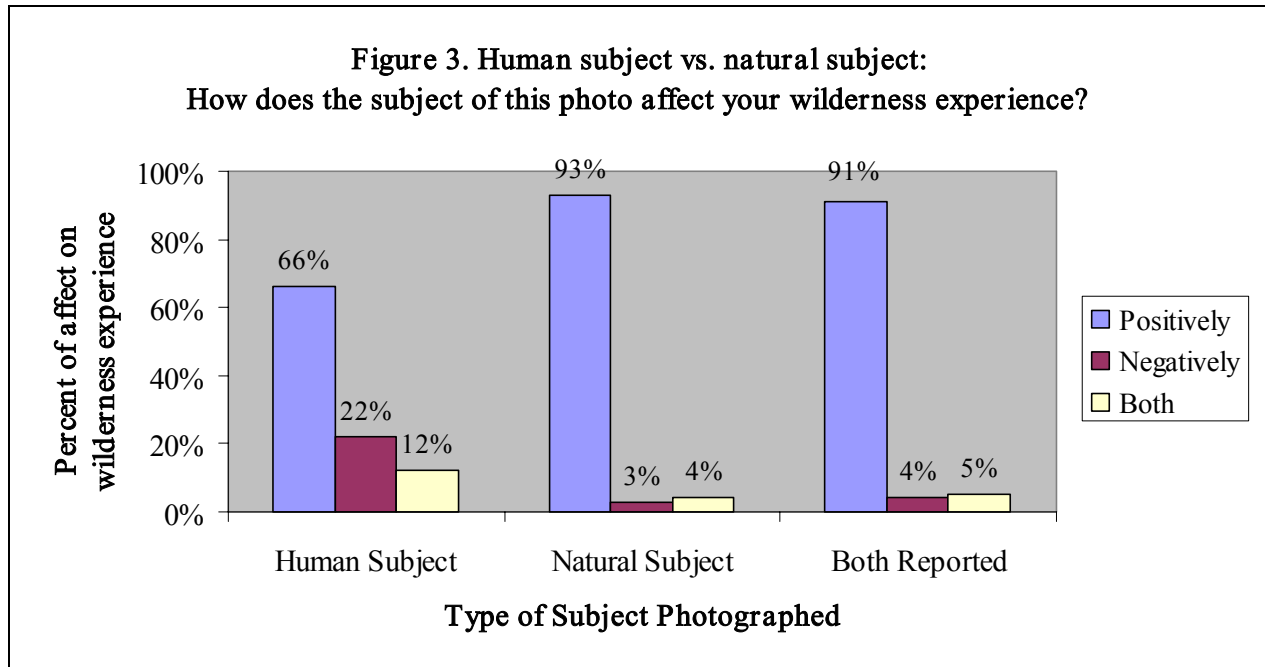 Figure 3. Human subject vs. natural subject:
How does the subject of this photo affect your wilderness experience?
Percent of affect on
wilderness experience
100%
80%
60%
40%
20%
0%
66%
22%
12%
93%
3%
4%
91%
4%
5%
Human Subject
Natural Subject
Both Reported
Type of Subject Photographed
Positively
Negatively
Both